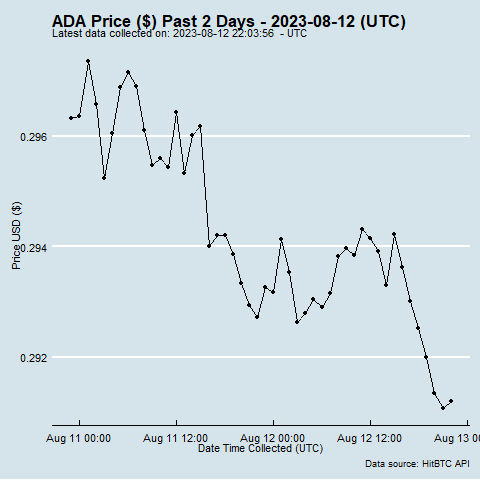 ADA Price ($) Past 2 Days - 2023-08-12 (UTC)
Latest data collected on: 2023-08-12 22:03:56 - UTC
0.296
0.294
0.292
Price USD ($)
Aug 11 00:00 Aug 11 12:00 Aug 12 00:00 Aug 12 12:00 Aug 13 00
Date Time Collected (UTC)
Data source: HitBTC API